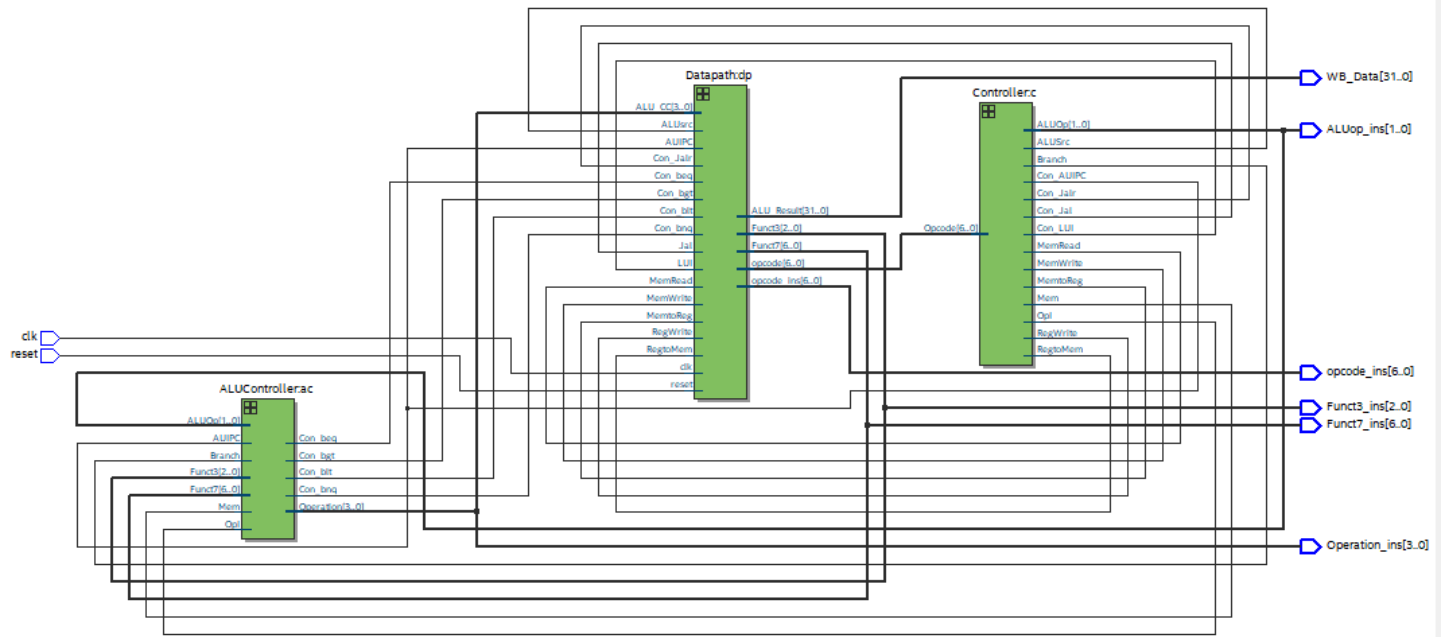 Datapath:dp
ALU_CC[3..0]
ALUsrc
AUIPC
Con_Jalr
Con_beq
Con_bgt
Con_blt
Con_bnq
Jal
LUI
MemRead
MemWrite
MemtoReg
RegWrite
RegtoMem
clk
reset
ALU_Result[31..0]
Funct3[2..0]
Funct7[6..0]
opcode[6..0]
opcode_ins[6..0]
Controller:c
Opcode[6..0]
ALUOp[1..0]
ALUSrc
Branch
Con_AUIPC
Con_Jalr
Con_Jal
Con_LUI
MemRead
MemWrite
MemtoReg
Mem
OpI
RegWrite
RegtoMem
WB_Data[31..0]
ALUop_ins[1..0]
opcode_ins[6..0]
Funct3_ins[2..0]
Funct7_ins[6..0]
Operation_ins[3..0]
clk
reset
ALUController:ac
ALUOp[1..0]
AUIPC
Branch
Funct3[2..0]
Funct7[6..0]
Mem
OpI
Con_beq
Con_bgt
Con_blt
Con_bnq
Operation[3..0]